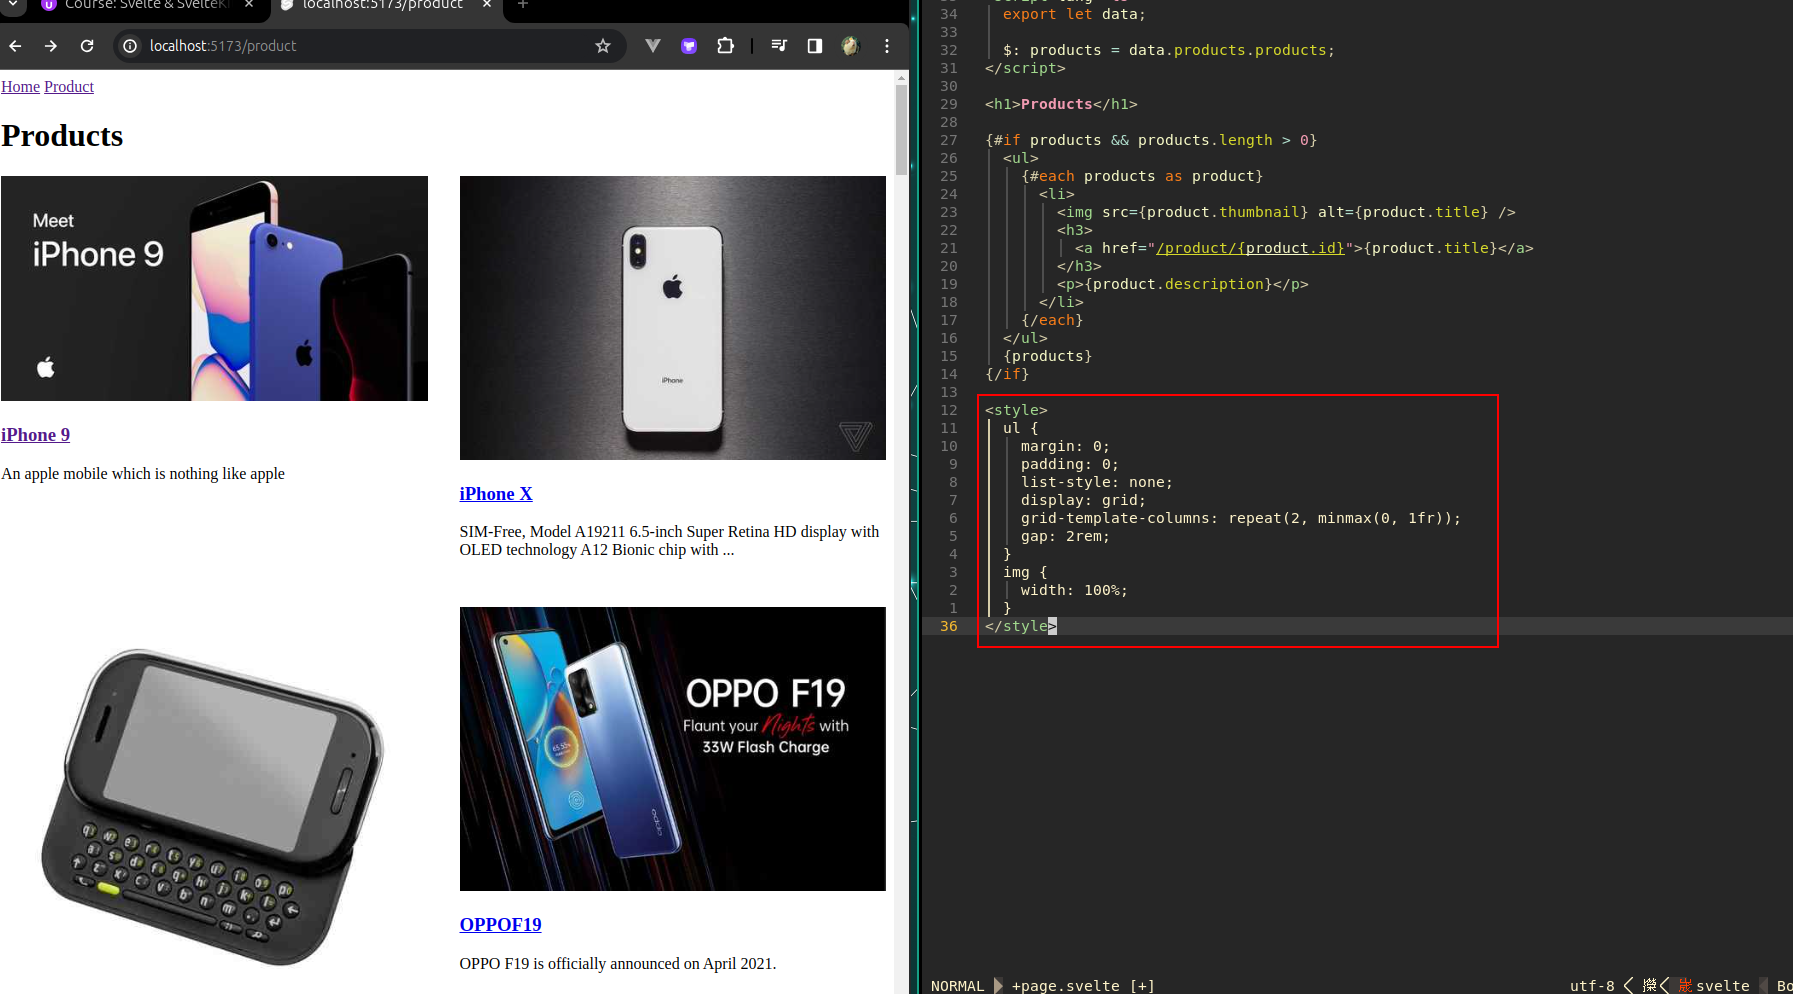 Course: Svelte & SvelteKi
localhost:5173/product
localhost:5173/product
Home Product
Products
Meet
iPhone 9
iPhone
iPhone 9
An apple mobile which is nothing like apple
iPhone X
SIM-Free, Model A19211 6.5-inch Super Retina HD display with
OLED technology A12 Bionic chip with ...
OPPO F19
Flaunt your Nights with
33W Flash Charge
oppo
OPPOF19
OPPO F19 is officially announced on April 2021.
34 export let data;
33
32 $: products = data.products.products;
31 </script>
30
29 <h1>Products</h1>
28
27 {#if products && products.length > 0}
26 <ul>
25 {#each products as product}
24 <li>
23 <img src={product.thumbnail} alt={product.title} />
22 <h3>
21 <a href="/product/{product.id}">{product.title}</a>
20 </h3>
19 <p>{product.description}</p>
18 </li>
17 {/each}
16 </ul>
15 {products}
14 {/if}
13
12 <style>
11 ul {
10 margin: 0;
9 padding: 0;
8 list-style: none;
7 display: grid;
6 grid-template-columns: repeat(2, minmax(0, 1fr));
5 gap: 2rem;
4 }
3 img {
2 width: 100%;
1 }
36 </style>
NORMAL +page.svelte [+]
utf-8 svelte Bo